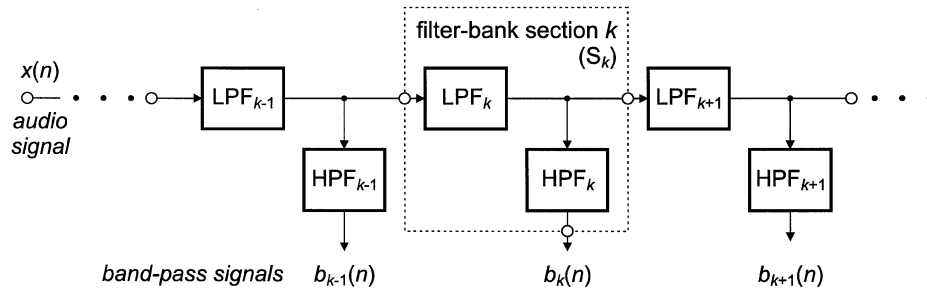 filter-bank section k
(Sk)
x(n)
audio
signal
LPFk-1
LPFk
LPFk+1
HPFk-1
HPFk
HPFk+1
band-pass signals
bk-1(n)
bk(n)
bk+1(n)